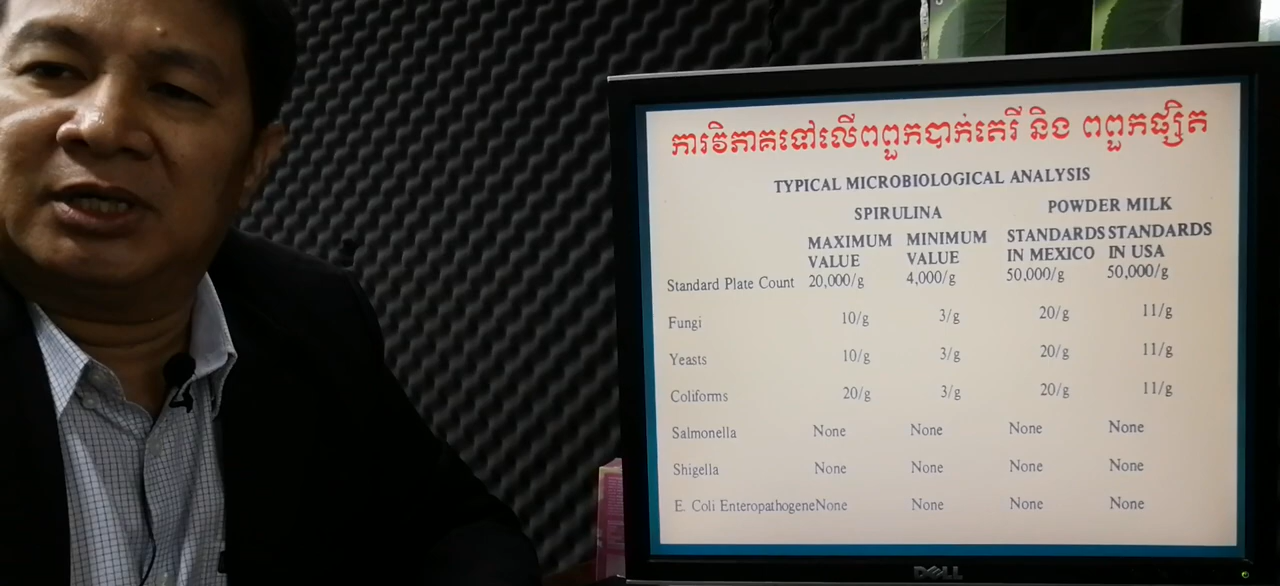 ការវិភាគទៅលើពពួកបាក់តេរី និង ពពួកផ្សិត
TYPICAL MICROBIOLOGICAL ANALYSIS
SPIRULINA POWDER MILK
MAXIMUM VALUE MINIMUM VALUE STANDARDS IN MEXICO STANDARDS IN USA
Standard Plate Count 20,000/g 4,000/g 50,000/g 50,000/g
Fungi 10/g 3/g 20/g 11/g
Yeasts 10/g 3/g 20/g 11/g
Coliforms 20/g 3/g 20/g 11/g
Salmonella None None None None
Shigella None None None None
E. Coli Enteropathogene None None None None
DELL